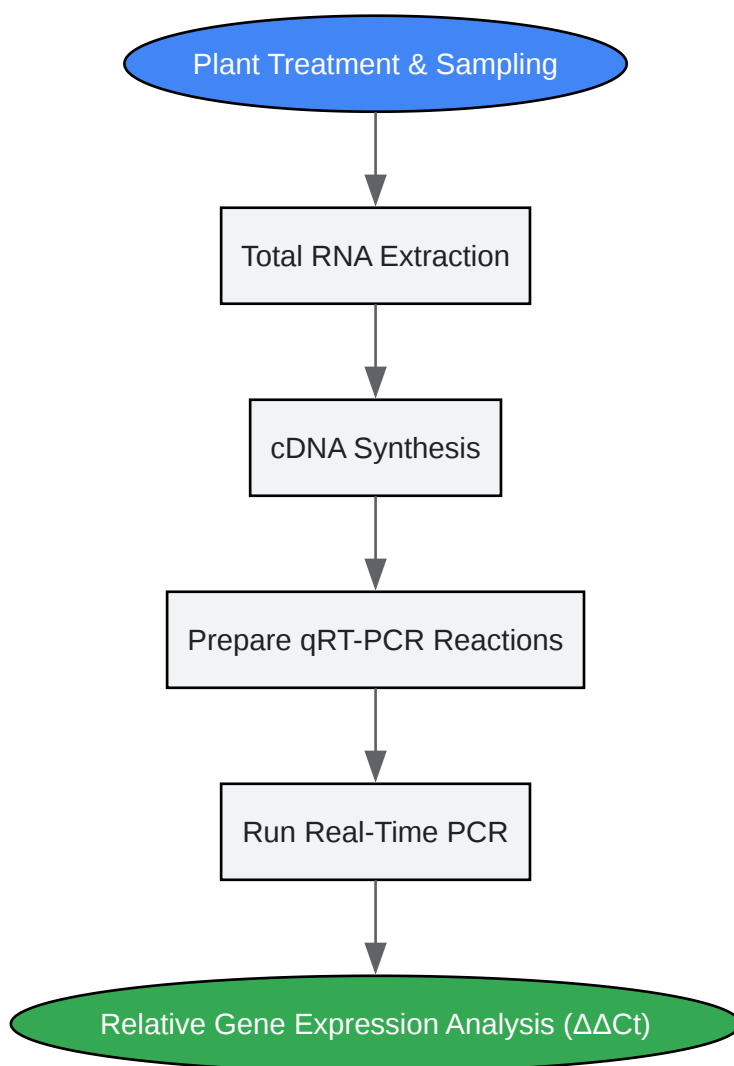 Plant Treatment & Sampling
Total RNA Extraction
cDNA Synthesis
Prepare qRT-PCR Reactions
Run Real-Time PCR
Relative Gene Expression Analysis (ΔΔCt)